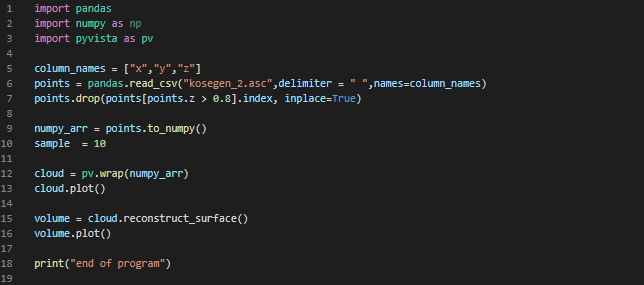 1 import pandas
2 import numpy as np
3 import pyvista as pv
4
5 column_names = ["x","y","z"]
6 points = pandas.read_csv("kosegen_2.asc",delimiter = " ",names=column_names)
7 points.drop(points[points.z > 0.8].index, inplace=True)
8
9 numpy_arr = points.to_numpy()
10 sample  = 10
11
12 cloud = pv.wrap(numpy_arr)
13 cloud.plot()
14
15 volume = cloud.reconstruct_surface()
16 volume.plot()
17
18 print("end of program")
19